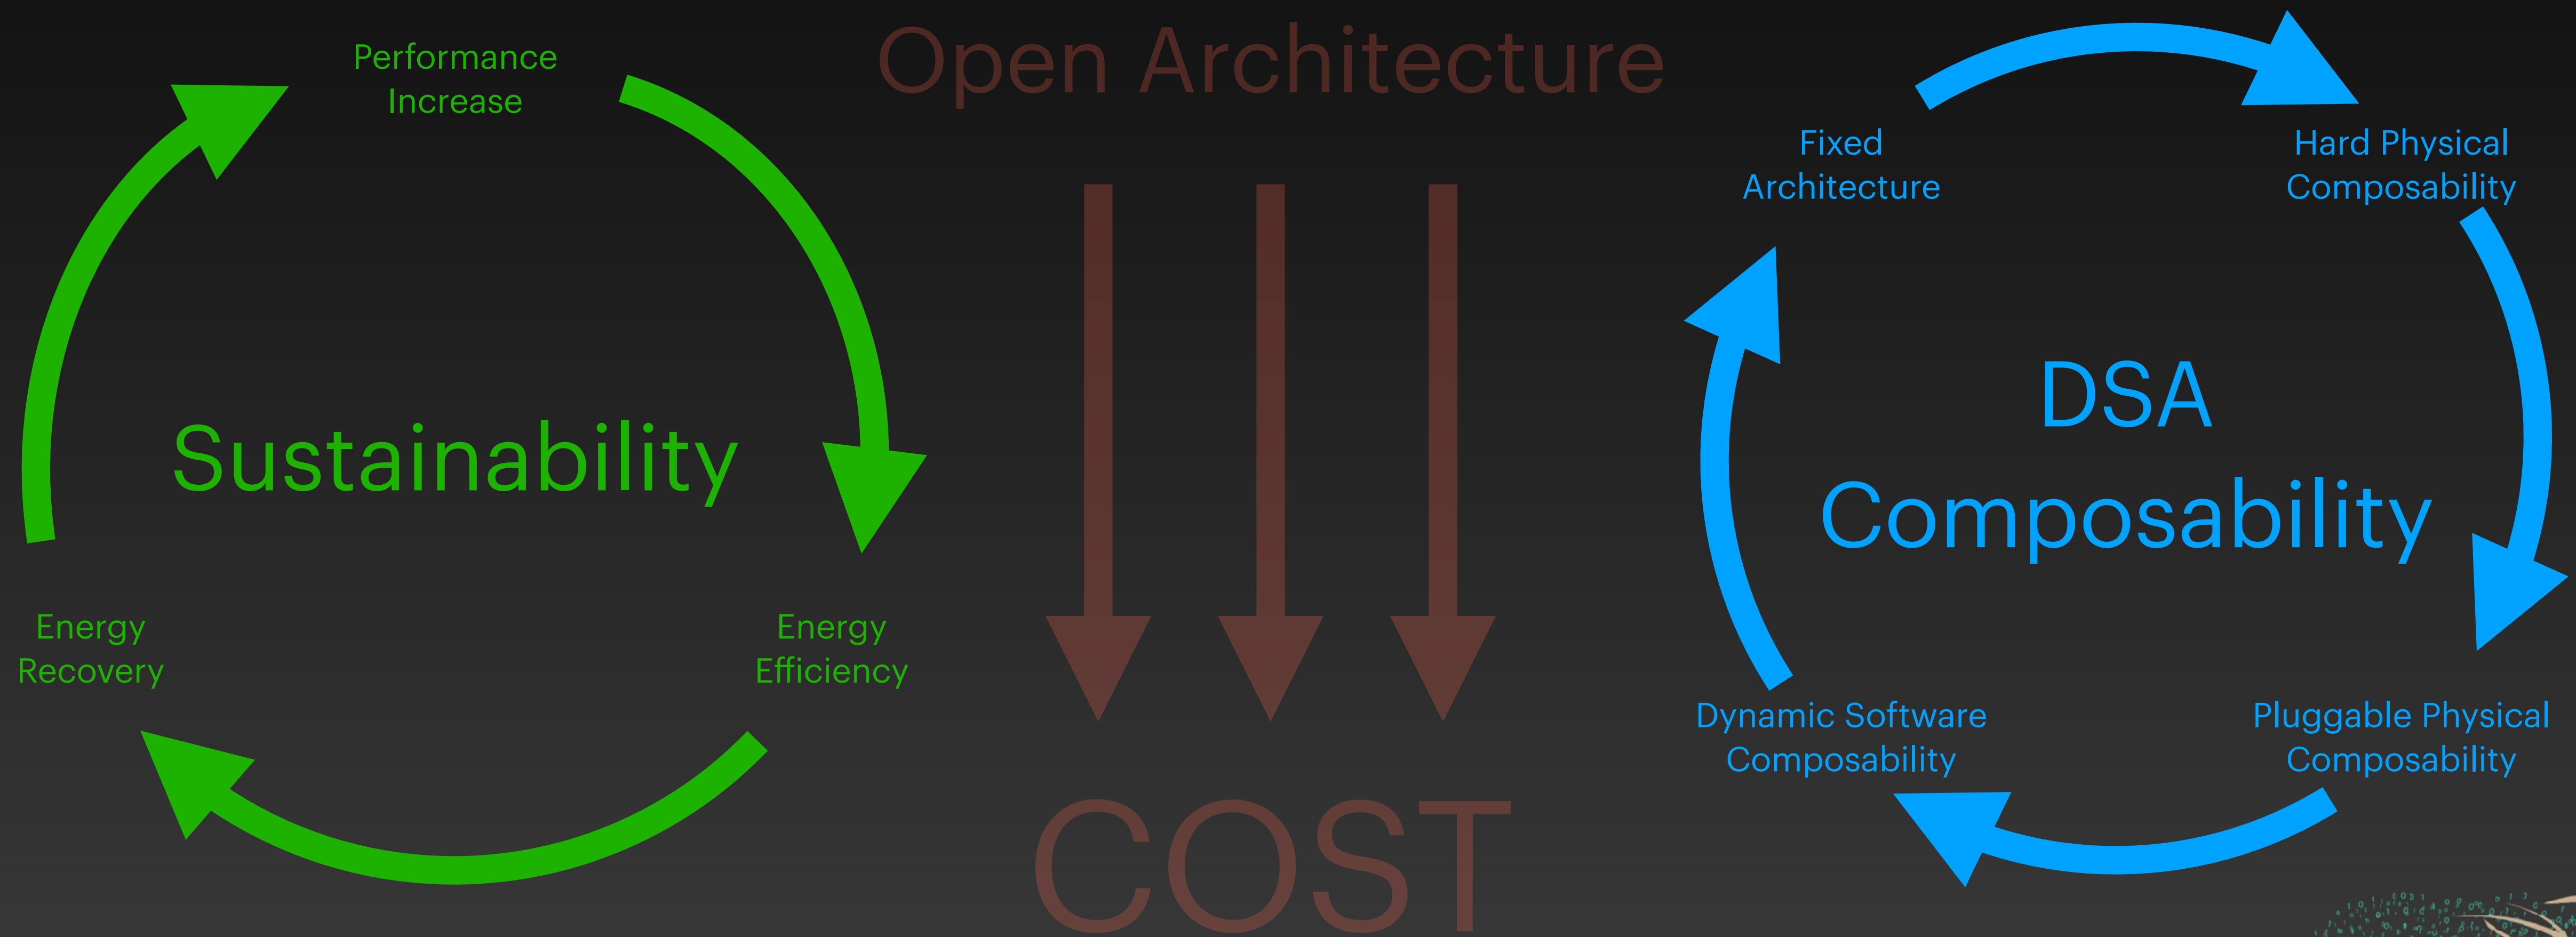 Performance
Increase
Sustainability
Energy
Recovery
Energy
Efficiency
Open Architecture
COST
Fixed
Architecture
Hard Physical
Composability
DSA
Composability
Dynamic Software
Composability
Pluggable Physical
Composability